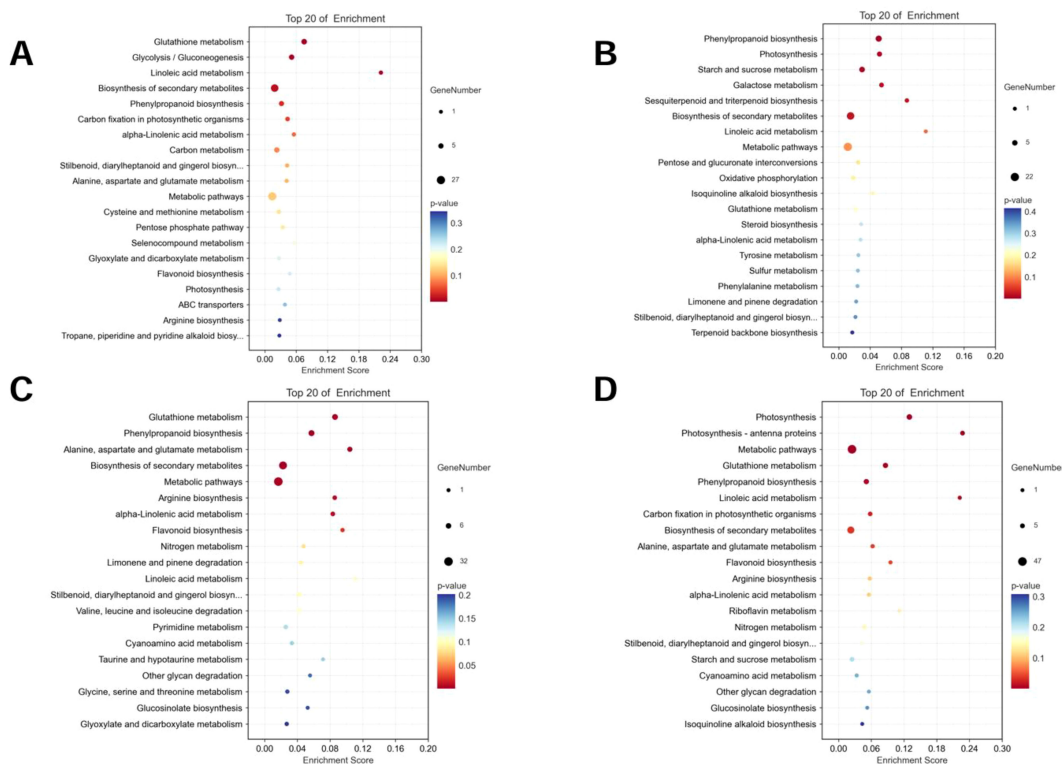 A
Top 20 of Enrichment
Glutathione metabolism
Glycolysis / Gluconeogenesis
Linoleic acid metabolism
Biosynthesis of secondary metabolites
Phenylpropanoid biosynthesis
Carbon fixation in photosynthetic organisms
alpha-Linolenic acid metabolism
Carbon metabolism
Stilbenoid, diarylheptanoid and gingerol biosyn...
Alanine, aspartate and glutamate metabolism
Metabolic pathways
Cysteine and methionine metabolism
Pentose phosphate pathway
Selenocompound metabolism
Glyoxylate and dicarboxylate metabolism
Flavonoid biosynthesis
Photosynthesis
ABC transporters
Arginine biosynthesis
Tropane, piperidine and pyridine alkaloid biosy...
0.00 0.06 0.12 0.18 0.24 0.30
Enrichment Score
GeneNumber
1
5
27
p-value
0.3
0.2
0.1
B
Top 20 of Enrichment
Phenylpropanoid biosynthesis
Photosynthesis
Starch and sucrose metabolism
Galactose metabolism
Sesquiterpenoid and triterpenoid biosynthesis
Biosynthesis of secondary metabolites
Linoleic acid metabolism
Metabolic pathways
Pentose and glucuronate interconversions
Oxidative phosphorylation
Isoquinoline alkaloid biosynthesis
Glutathione metabolism
Steroid biosynthesis
alpha-Linolenic acid metabolism
Tyrosine metabolism
Sulfur metabolism
Phenylalanine metabolism
Limonene and pinene degradation
Stilbenoid, diarylheptanoid and gingerol biosyn...
Terpenoid backbone biosynthesis
0.00 0.04 0.08 0.12 0.16 0.20
Enrichment Score
GeneNumber
1
5
22
p-value
0.4
0.3
0.2
0.1
C
Top 20 of Enrichment
Glutathione metabolism
Phenylpropanoid biosynthesis
Alanine, aspartate and glutamate metabolism
Biosynthesis of secondary metabolites
Metabolic pathways
Arginine biosynthesis
alpha-Linolenic acid metabolism
Flavonoid biosynthesis
Nitrogen metabolism
Limonene and pinene degradation
Linoleic acid metabolism
Stilbenoid, diarylheptanoid and gingerol biosyn...
Valine, leucine and isoleucine degradation
Pyrimidine metabolism
Cyanoamino acid metabolism
Taurine and hypotaurine metabolism
Other glycan degradation
Glycine, serine and threonine metabolism
Glucosinolate biosynthesis
Glyoxylate and dicarboxylate metabolism
0.00 0.04 0.08 0.12 0.16 0.20
Enrichment Score
GeneNumber
1
6
32
p-value
0.2
0.15
0.1
0.05
D
Top 20 of Enrichment
Photosynthesis
Photosynthesis - antenna proteins
Metabolic pathways
Glutathione metabolism
Phenylpropanoid biosynthesis
Linoleic acid metabolism
Carbon fixation in photosynthetic organisms
Biosynthesis of secondary metabolites
Alanine, aspartate and glutamate metabolism
Flavonoid biosynthesis
Arginine biosynthesis
alpha-Linolenic acid metabolism
Riboflavin metabolism
Nitrogen metabolism
Stilbenoid, diarylheptanoid and gingerol biosyn...
Starch and sucrose metabolism
Cyanoamino acid metabolism
Other glycan degradation
Glucosinolate biosynthesis
Isoquinoline alkaloid biosynthesis
0.00 0.06 0.12 0.18 0.24 0.30
Enrichment Score
GeneNumber
1
5
47
p-value
0.3
0.2
0.1